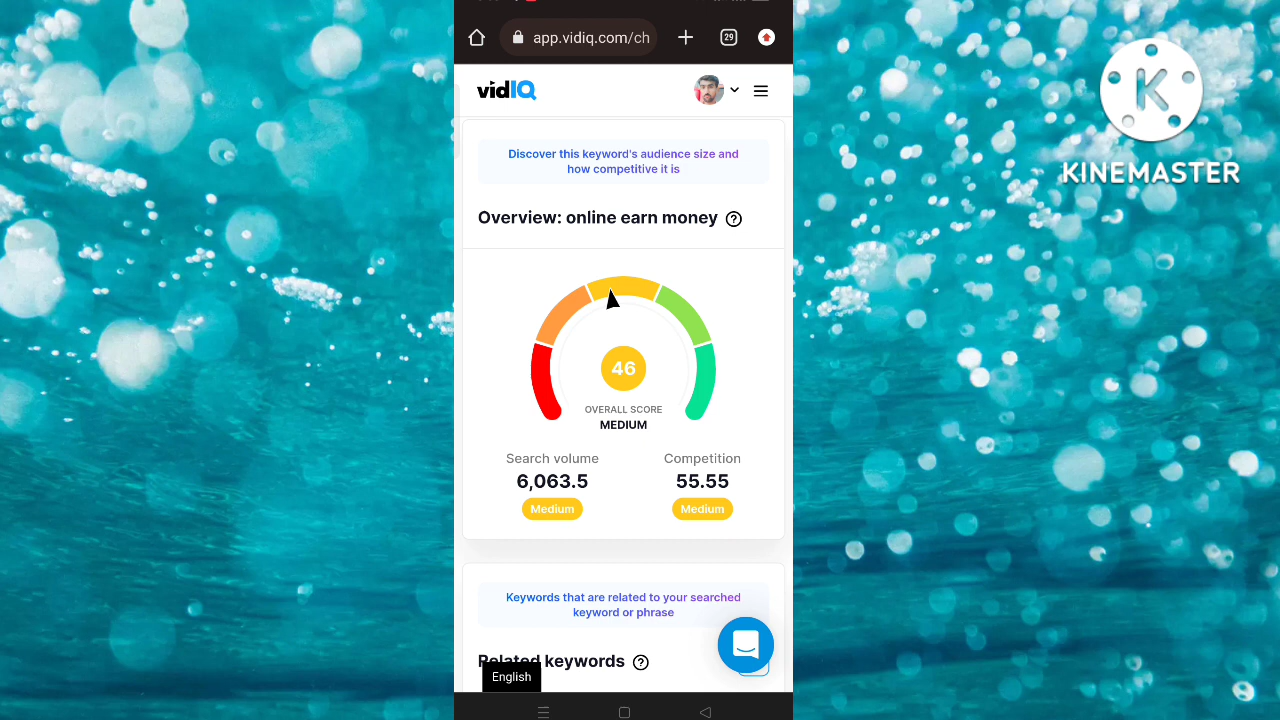 app.vidiq.com/ch
29
vidIQ
K
KINEMASTER
Discover this keyword's audience size and
how competitive it is
Overview: online earn money ?
46
OVERALL SCORE
MEDIUM
Search volume Competition
6,063.5 55.55
Medium Medium
Keywords that are related to your searched
keyword or phrase
Related keywords ?
English